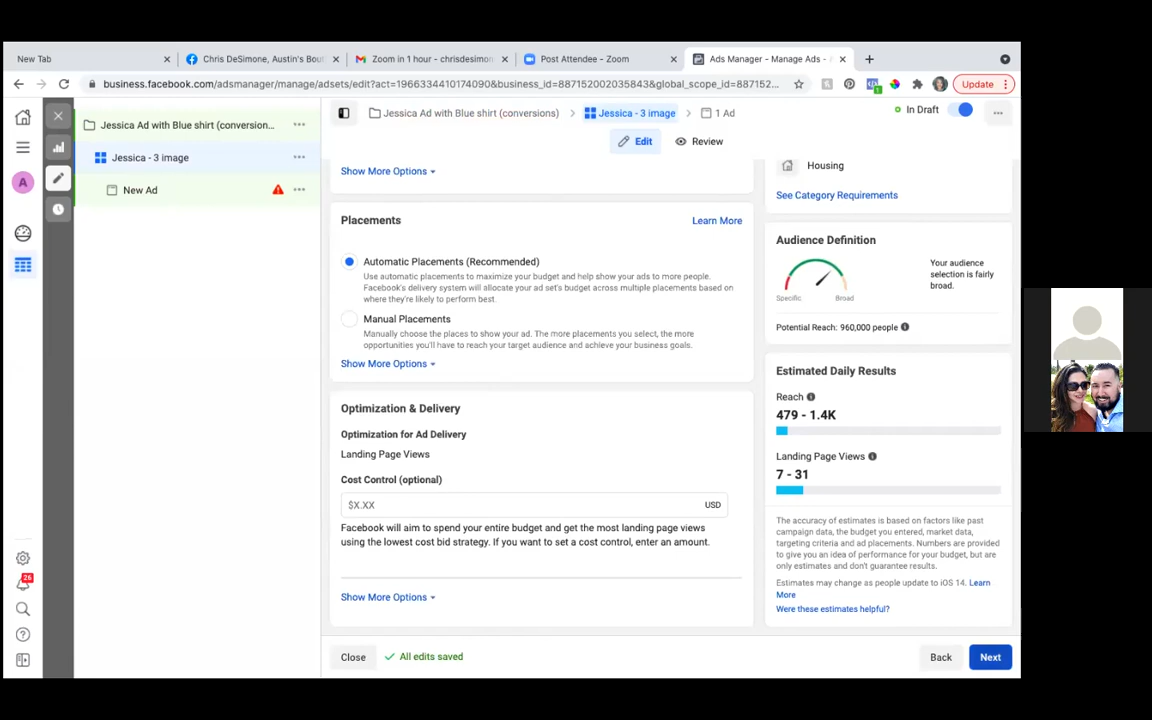 New Tab
Chris DeSimone, Austin's Bou
Zoom in 1 hour - chrisdesimon
Post Attendee - Zoom
Ads Manager - Manage Ads - 
business.facebook.com/adsmanager/manage/adsets/edit?act=1966334410174090&business_id=887152002035843&global_scope_id=88715...
Update
Jessica Ad with Blue shirt (conversion...
Jessica - 3 image
New Ad
A
26
Jessica Ad with Blue shirt (conversions)
Jessica - 3 image
1 Ad
In Draft
Edit
Review
Show More Options
Placements
Learn More
Automatic Placements (Recommended)
Use automatic placements to maximize your budget and help show your ads to more people.
Facebook's delivery system will allocate your ad set's budget across multiple placements based on
where they're likely to perform best.
Manual Placements
Manually choose the places to show your ad. The more placements you select, the more
opportunities you'll have to reach your target audience and achieve your business goals.
Show More Options
Optimization & Delivery
Optimization for Ad Delivery
Landing Page Views
Cost Control (optional)
$X.XX
USD
Facebook will aim to spend your entire budget and get the most landing page views
using the lowest cost bid strategy. If you want to set a cost control, enter an amount.
Show More Options
Housing
See Category Requirements
Audience Definition
Your audience
selection is fairly
broad.
Specific
Broad
Potential Reach: 960,000 people
Estimated Daily Results
Reach
479 - 1.4K
Landing Page Views
7 - 31
The accuracy of estimates is based on factors like past
campaign data, the budget you entered, market data,
targeting criteria and ad placements. Numbers are provided
to give you an idea of performance for your budget, but are
only estimates and don't guarantee results.
Estimates may change as people update to iOS 14. Learn
More
Were these estimates helpful?
Close
All edits saved
Back
Next